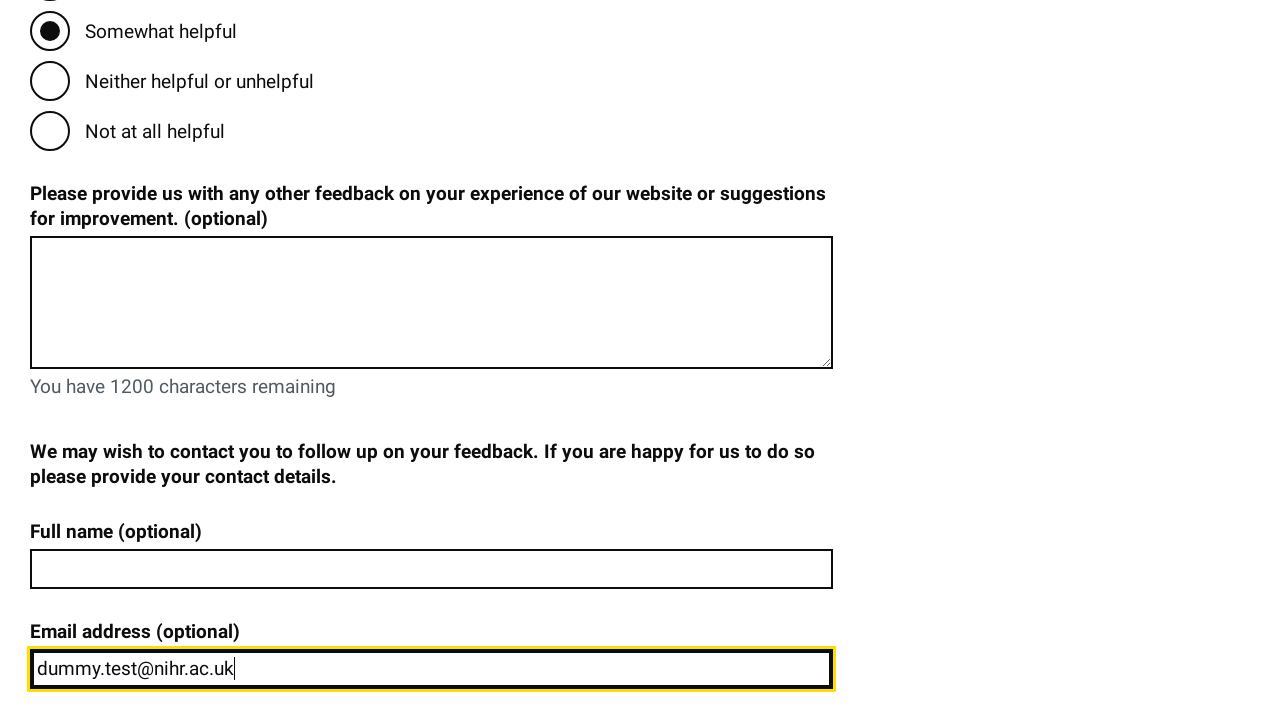 Somewhat helpful
Neither helpful or unhelpful
Not at all helpful
Please provide us with any other feedback on your experience of our website or suggestions
for improvement. (optional)
You have 1200 characters remaining
We may wish to contact you to follow up on your feedback. If you are happy for us to do so
please provide your contact details.
Full name (optional)
Email address (optional)
dummy.test@nihr.ac.uk